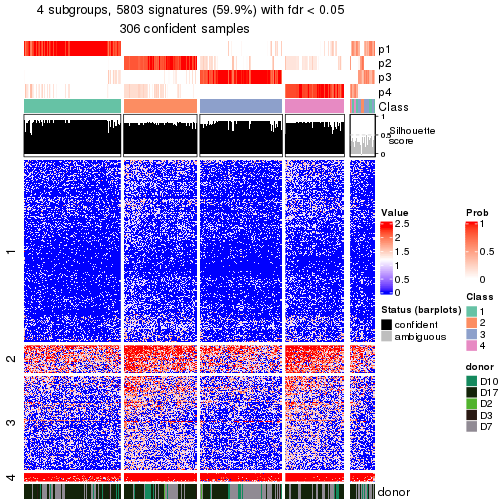 4 subgroups, 5803 signatures (59.9%) with fdr < 0.05
306 confident samples
p1
p2
p3
p4
Class
1
0.5
0
Silhouette
score
1
2
3
4
donor
Value
2.5
2
1.5
1
0.5
0
Status (barplots)
confident
ambiguous
Prob
1
0.5
0
Class
1
2
3
4
donor
D10
D17
D2
D3
D7